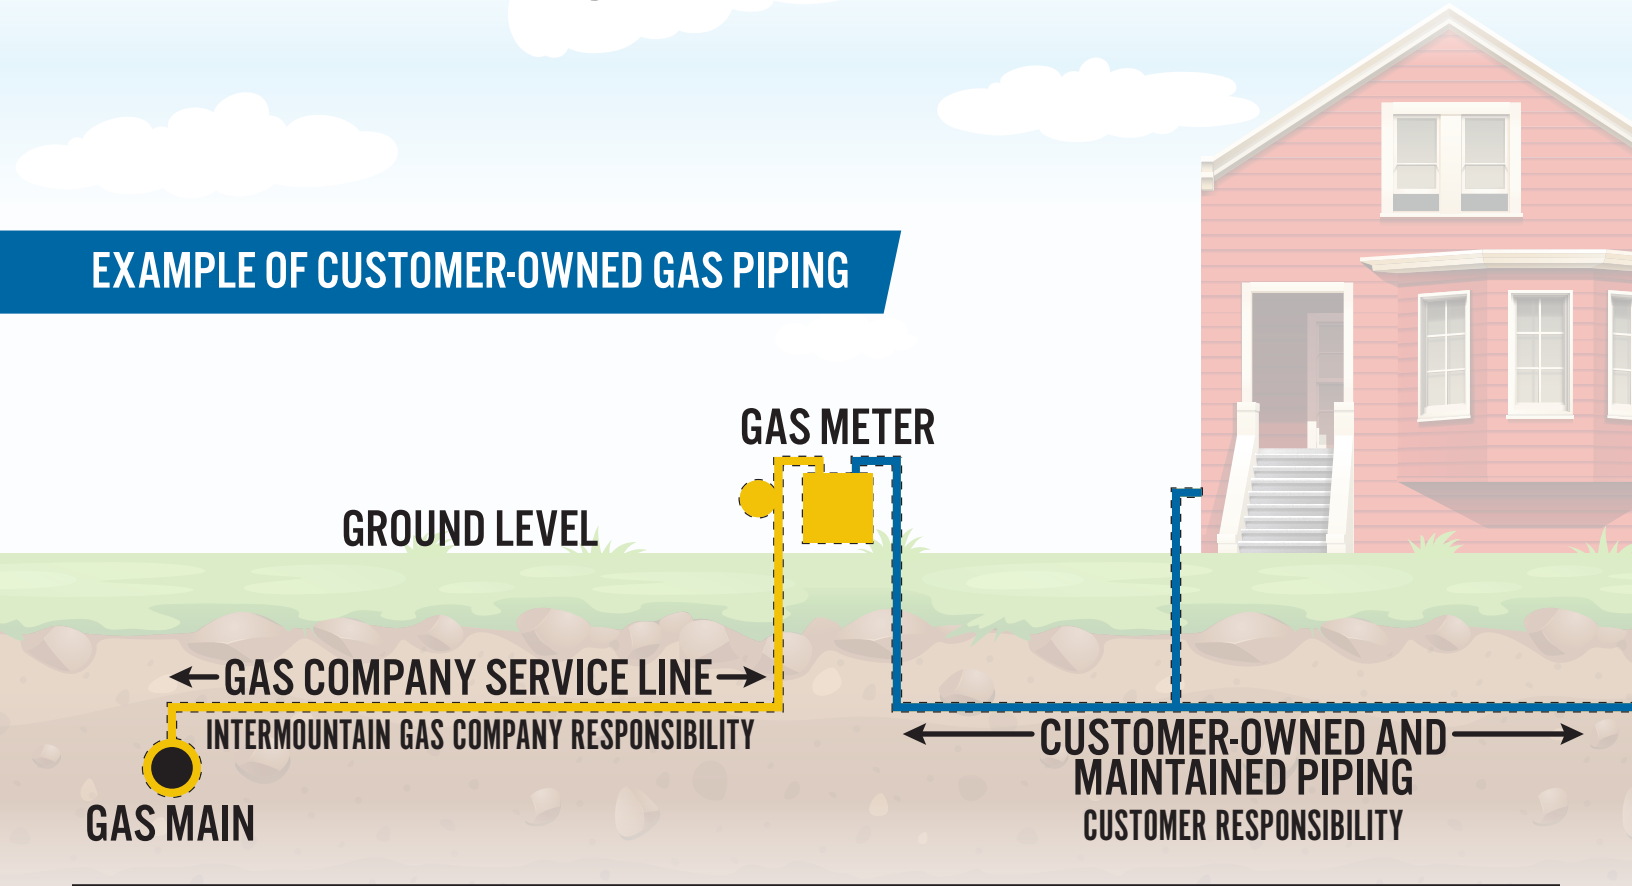 EXAMPLE OF CUSTOMER-OWNED GAS PIPING
GAS METER
GROUND LEVEL
GAS COMPANY SERVICE LINE
INTERMOUNTAIN GAS COMPANY RESPONSIBILITY
GAS MAIN
CUSTOMER-OWNED AND
MAINTAINED PIPING
CUSTOMER RESPONSIBILITY